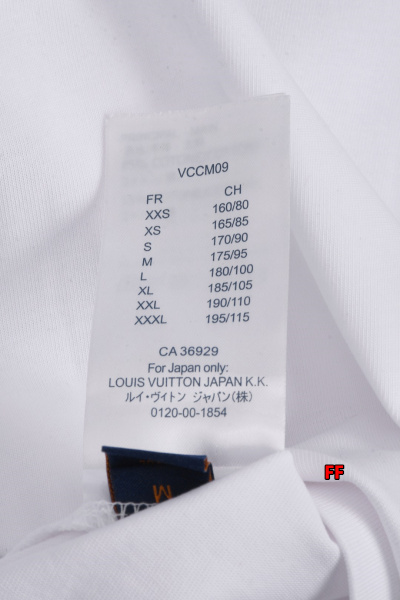 VCCM09
FR CH
XXS 160/80
XS 165/85
S 170/90
M 175/95
L 180/100
XL 185/105
XXL 190/110
XXXL 195/115
CA 36929
For Japan only:
LOUIS VUITTON JAPAN K.K.
ルイ・ヴィトン ジャパン(株)
0120-00-1854
M
FF